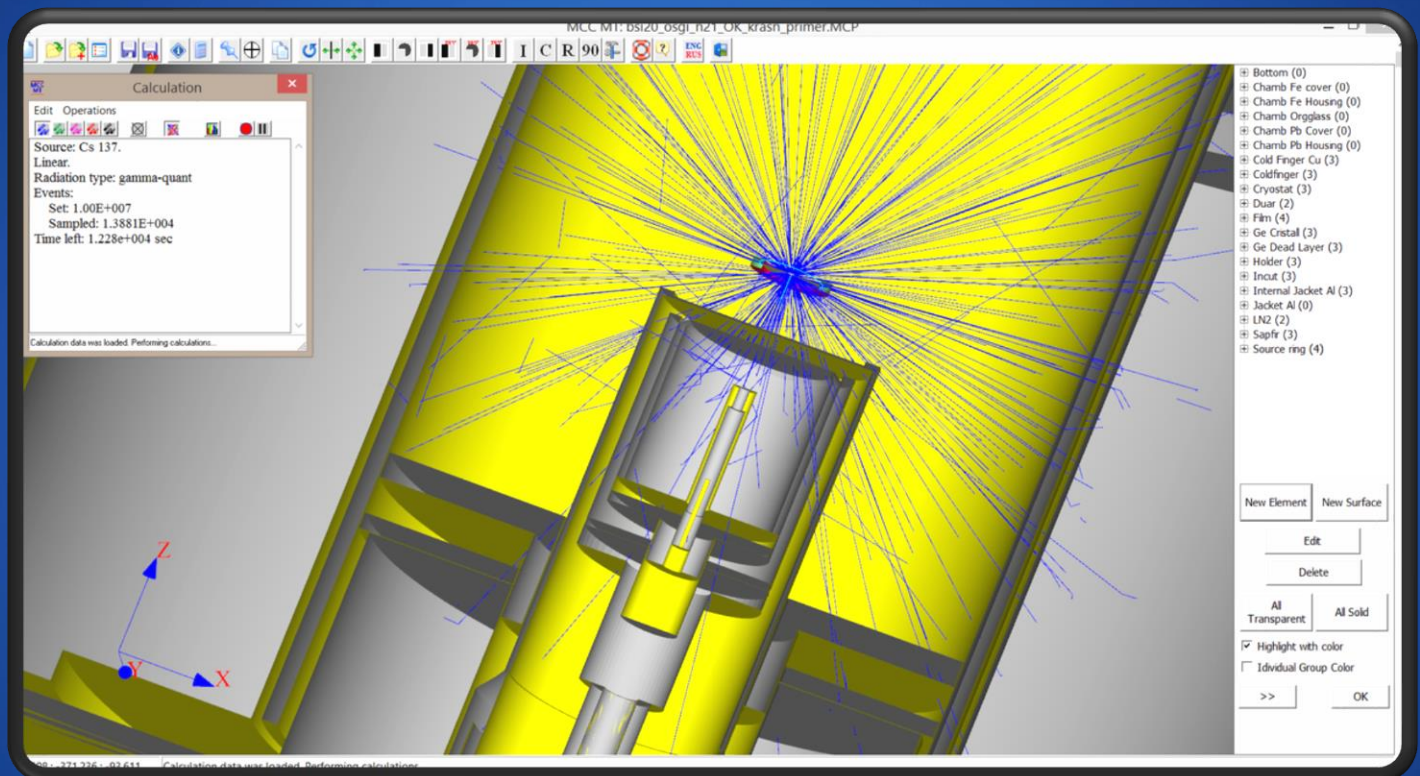 MCC MT: bsi20_osgi_n21_OK_krasn_primer.MCP
I C R 90 ENG
RUS
Calculation
Edit Operations
Source: Cs 137.
Linear.
Radiation type: gamma-quant
Events:
Set: 1.00E+007
Sampled: 1.3881E+004
Time left: 1.228e+004 sec
Calculation data was loaded. Performing calculations...
Bottom (0)
Chamb Fe cover (0)
Chamb Fe Housing (0)
Chamb Orgglass (0)
Chamb Pb Cover (0)
Chamb Pb Housing (0)
Cold Finger Cu (3)
Coldfinger (3)
Cryostat (3)
Duar (2)
Film (4)
Ge Cristall (3)
Ge Dead Layer (3)
Holder (3)
Incut (3)
Internal Jacket Al (3)
Jacket Al (0)
LN2 (2)
Sapfir (3)
Source ring (4)
New Element New Surface
Edit
Delete
All
Transparent
All Solid
Highlight with color
Idividual Group Color
>> OK
Z
Y
X
-371.236 : -93.611 Calculation data was loaded. Performing calculations